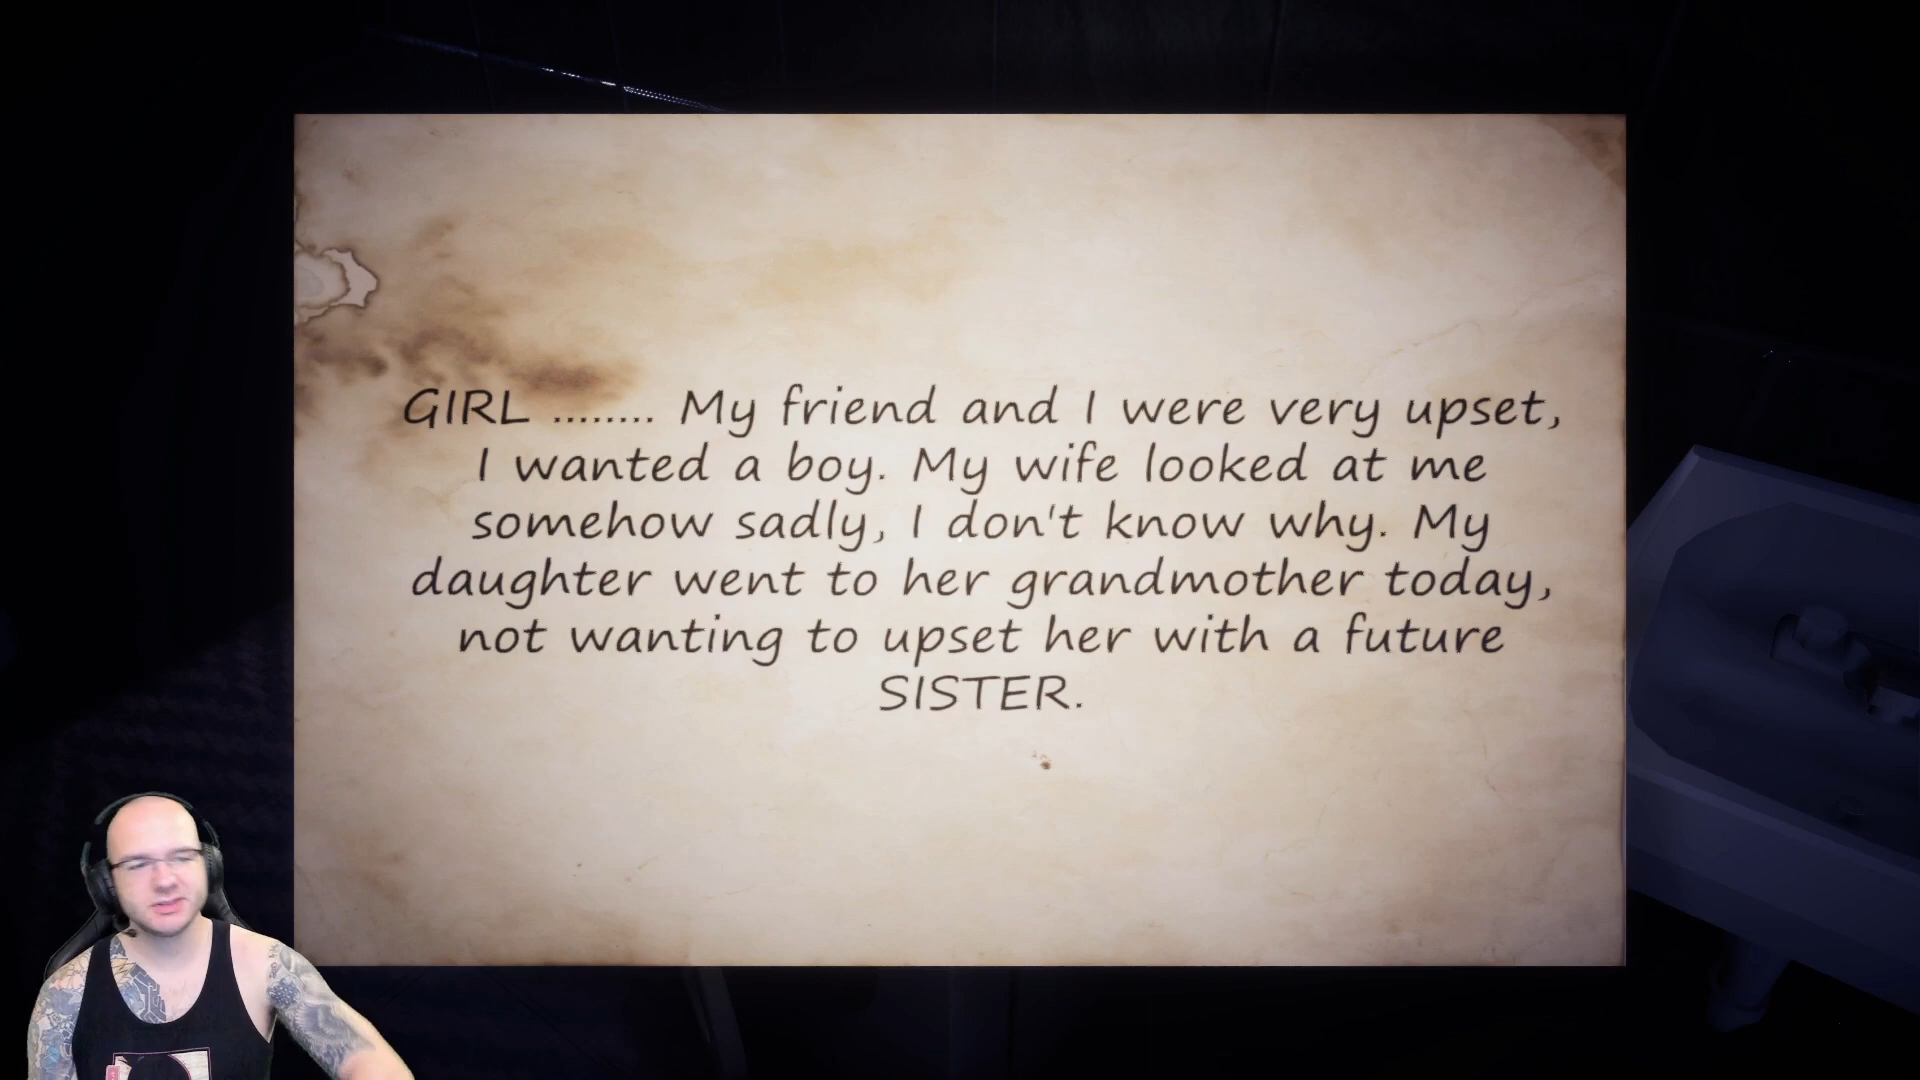 GIRL ........ My friend and I were very upset,
I wanted a boy. My wife looked at me
somehow sadly, I don't know why. My
daughter went to her grandmother today,
not wanting to upset her with a future
SISTER.